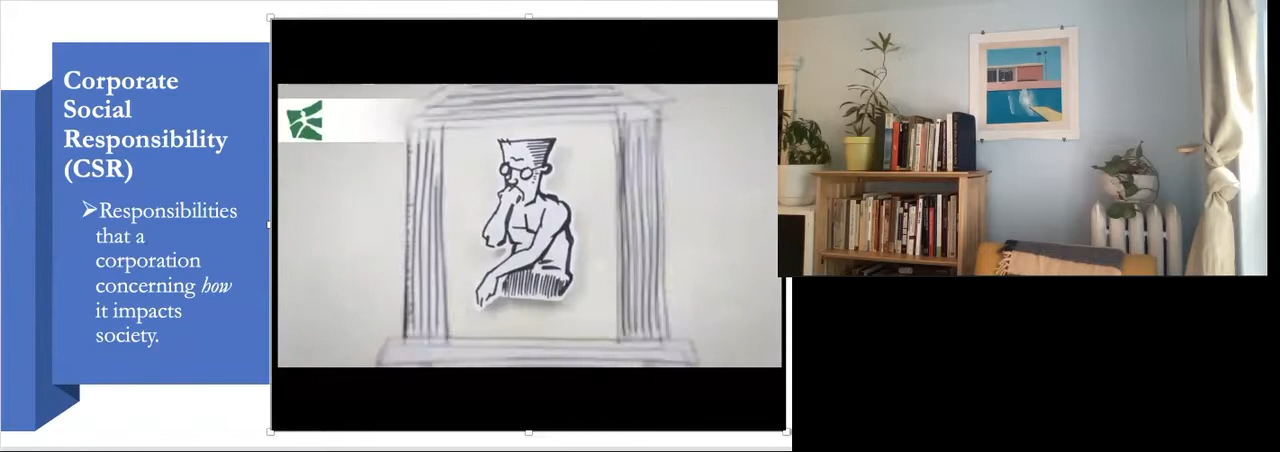 Corporate
Social
Responsibility
(CSR)
➢Responsibilities
that a
corporation
concerning how
it impacts
society.